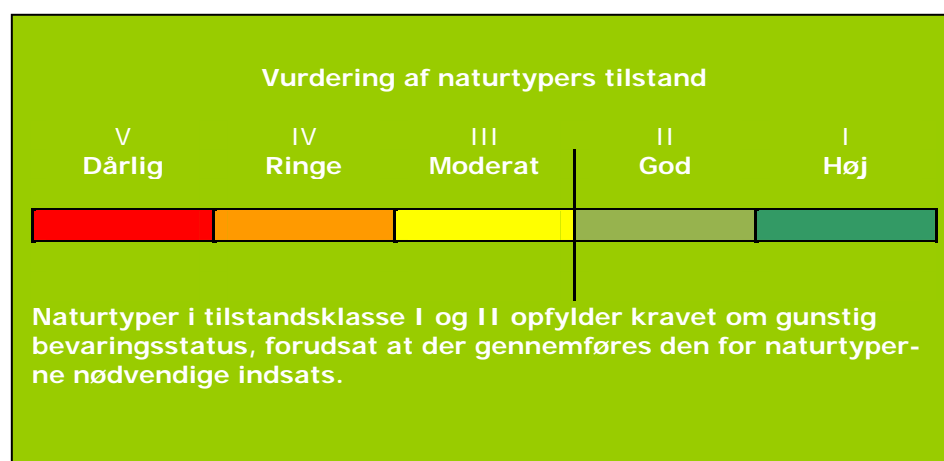 Vurdering af naturtypers tilstand
V IV III II I
Dårlig Ringe Moderat God Høj
Naturtyper i tilstandsklasse I og II opfylder kravet om gunstig
bevaringsstatus, forudsat at der gennemføres den for naturtyper-
ne nødvendige indsats.